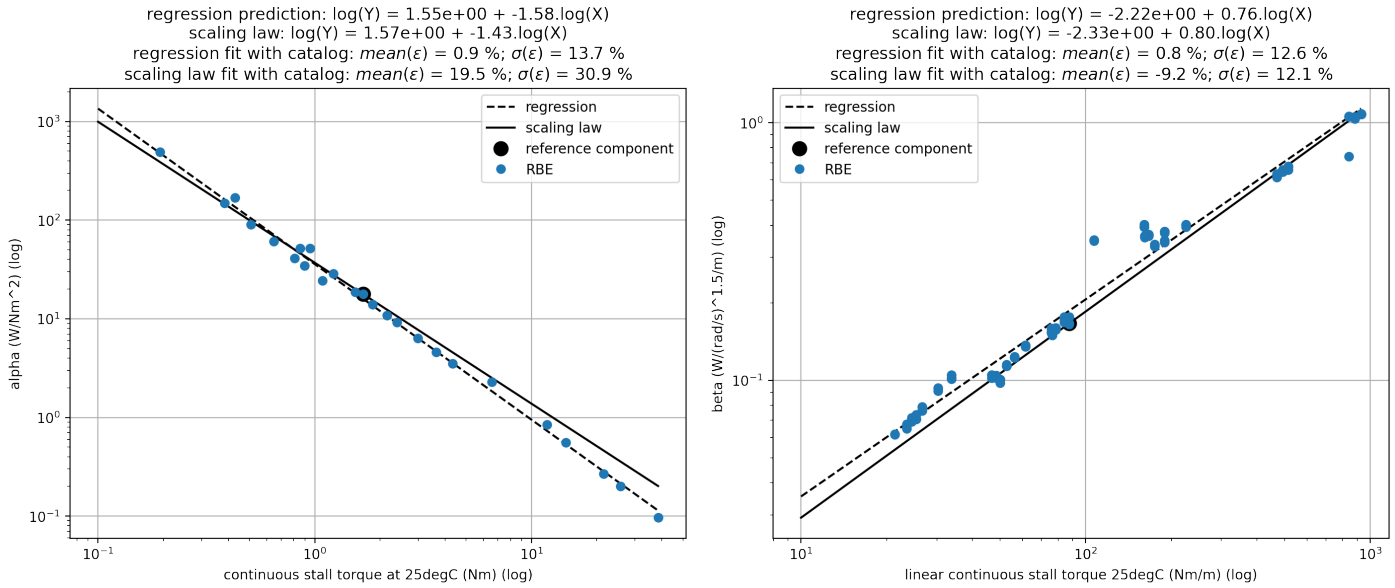 regression prediction: log(Y) = 1.55e+00 + -1.58.log(X)
scaling law: log(Y) = 1.57e+00 + -1.43.log(X)
regression fit with catalog: mean(ε) = 0.9 %; σ(ε) = 13.7 %
scaling law fit with catalog: mean(ε) = 19.5 %; σ(ε) = 30.9 %
regression
scaling law
reference component
RBE
10³
10²
10¹
10⁰
10⁻¹
alpha (W/Nm^2) (log)
10⁻¹
10⁰
10¹
continuous stall torque at 25degC (Nm) (log)
regression prediction: log(Y) = -2.22e+00 + 0.76.log(X)
scaling law: log(Y) = -2.33e+00 + 0.80.log(X)
regression fit with catalog: mean(ε) = 0.8 %; σ(ε) = 12.6 %
scaling law fit with catalog: mean(ε) = -9.2 %; σ(ε) = 12.1 %
regression
scaling law
reference component
RBE
10⁰
10⁻¹
beta (W/(rad/s)^1.5/m) (log)
10¹
10²
10³
linear continuous stall torque 25degC (Nm/m) (log)